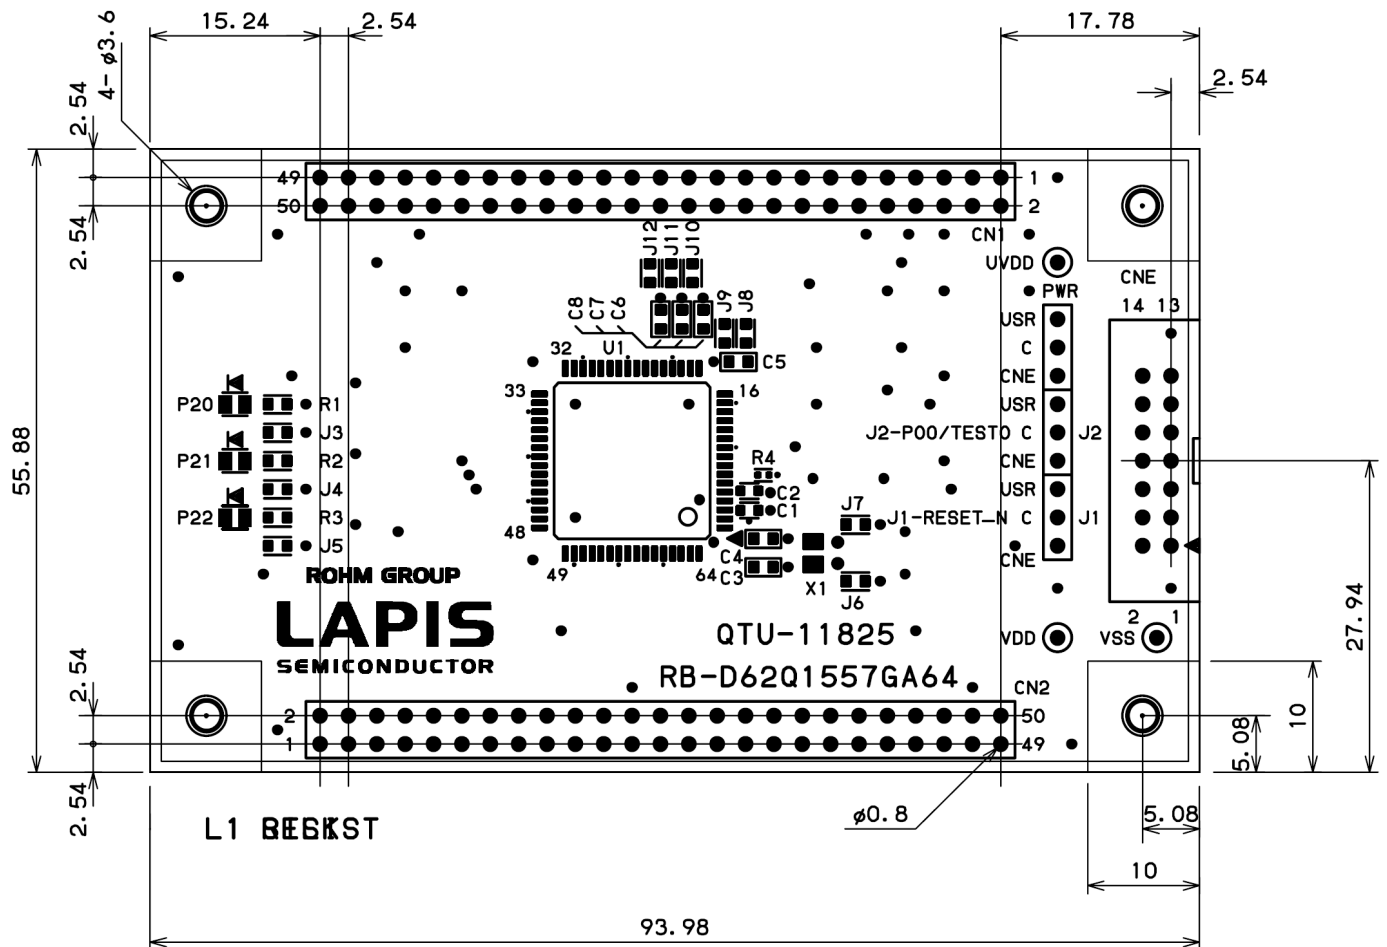 15.24
2.54
17.78
4-ø3.6
2.54
2.54
2.54
55.88
49
1
50
2
CN1
J12
J11
J10
UVDD
CNE
PWR
14 13
C8
C7
C6
J9
J8
USR
C
CNE
32
U1
C5
33
16
P20
R1
J3
P21
R2
J4
P22
R3
J5
USR
J2-P00/TEST0 C
J2
CNE
R4
C2
C1
J7
USR
J1-RESET_N C
J1
CNE
48
49
64
C4
C3
X1
J6
ROHM GROUP
LAPIS
SEMICONDUCTOR
QTU-11825
RB-D62Q1557GA64
VDD
VSS
2
1
27.94
2.54
2.54
CN2
2
50
1
49
10
5.08
L1
ø0.8
5.08
10
93.98